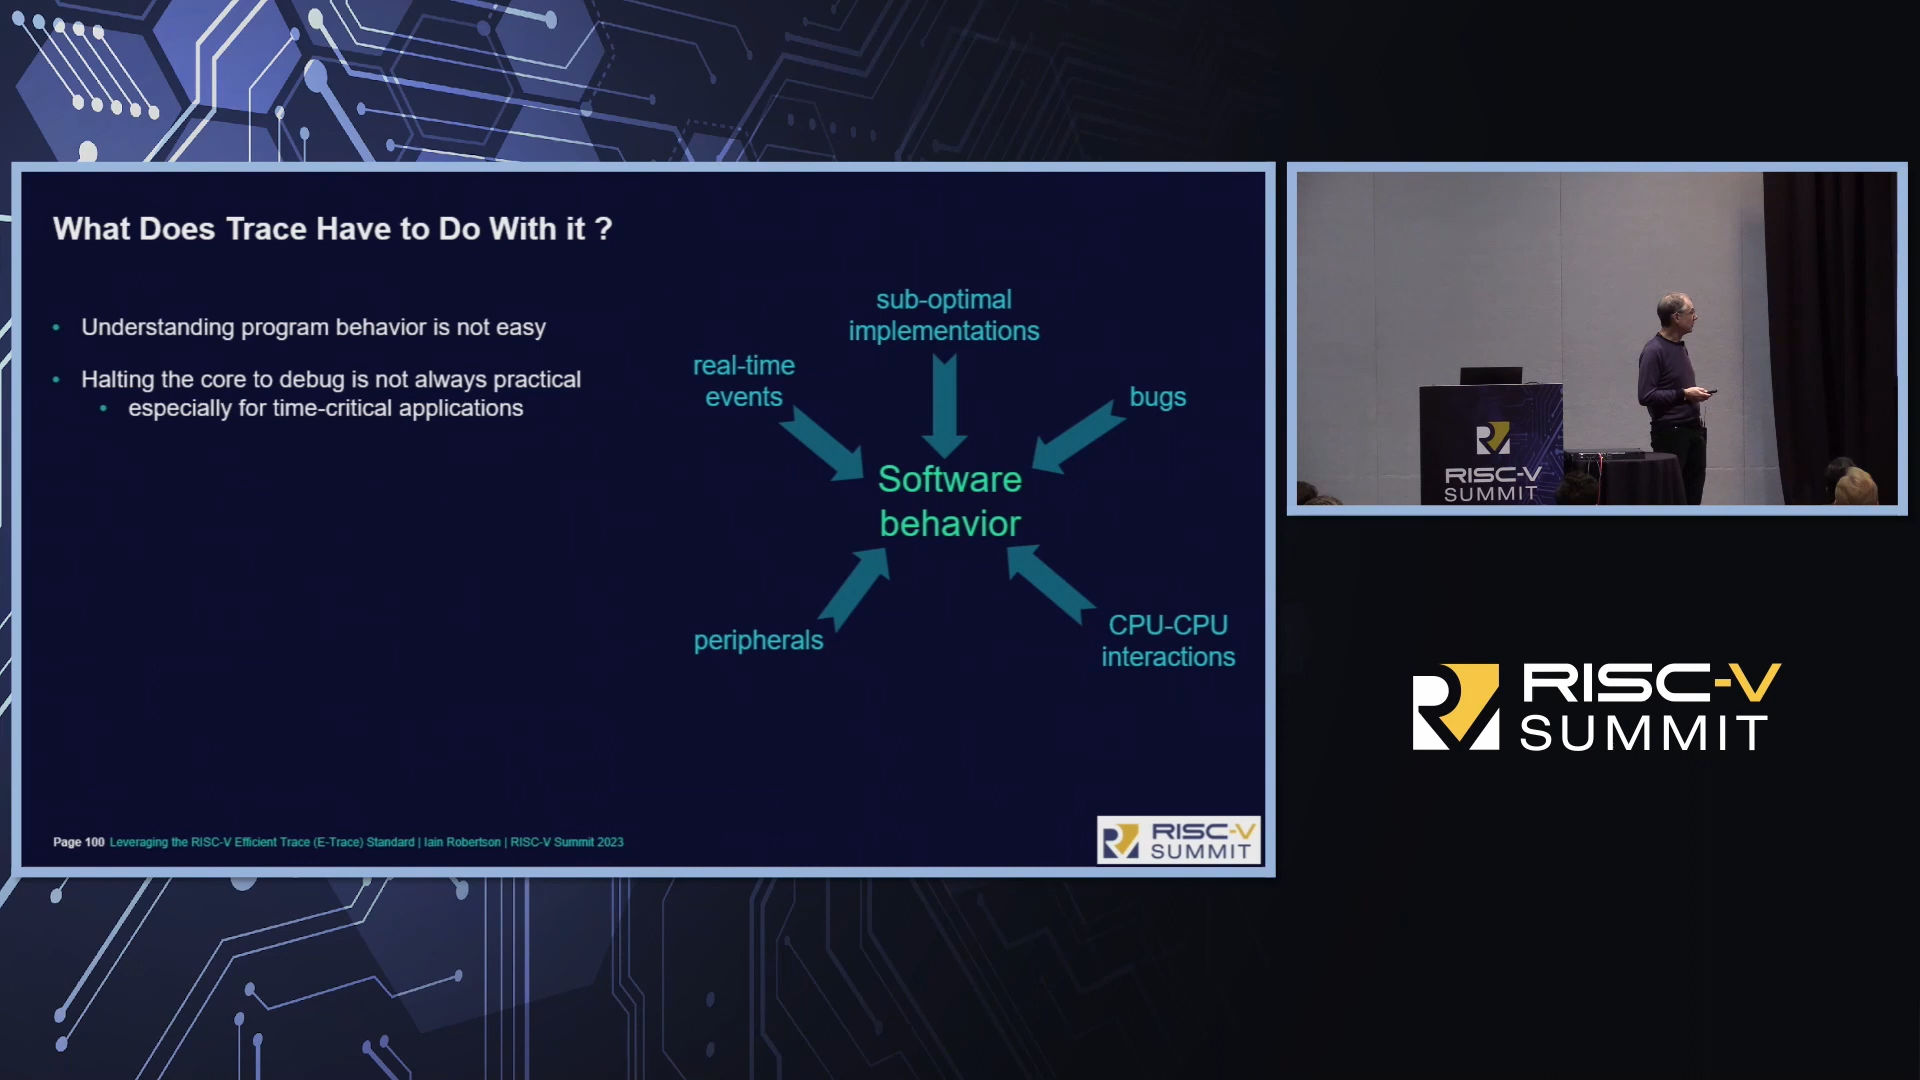 What Does Trace Have to Do With it ?
• Understanding program behavior is not easy
• Halting the core to debug is not always practical
• especially for time-critical applications
sub-optimal
implementations
real-time
events
bugs
Software
behavior
peripherals
CPU-CPU
interactions
Page 100 Leveraging the RISC-V Efficient Trace (E-Trace) Standard | Iain Robertson | RISC-V Summit 2023
RISC-V
SUMMIT
RISC-V
SUMMIT
RISC-V
SUMMIT